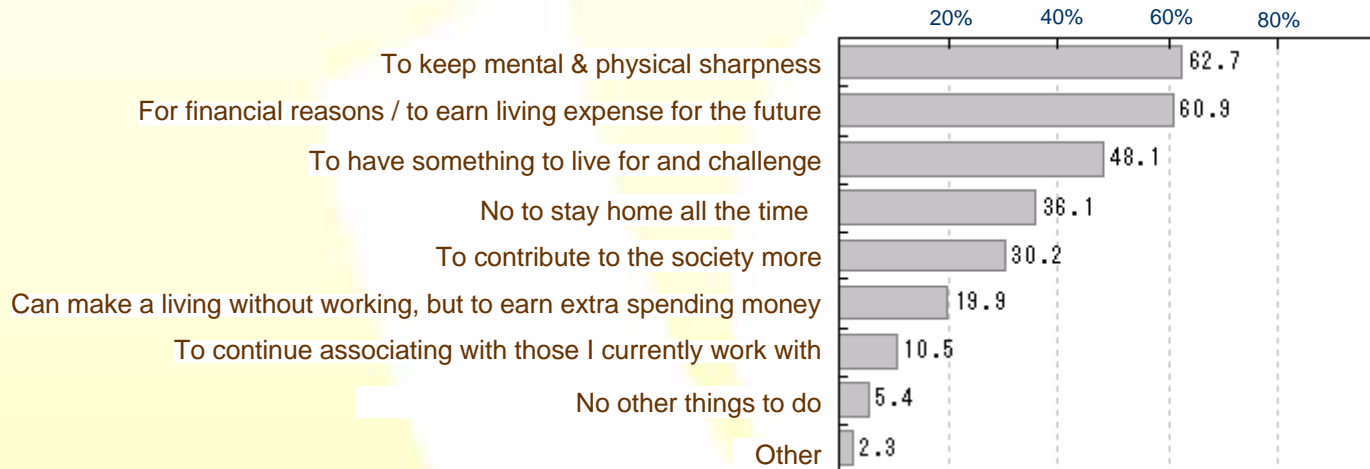 20% 40% 60% 80%
To keep mental & physical sharpness 62.7
For financial reasons / to earn living expense for the future 60.9
To have something to live for and challenge 48.1
No to stay home all the time 36.1
To contribute to the society more 30.2
Can make a living without working, but to earn extra spending money 19.9
To continue associating with those I currently work with 10.5
No other things to do 5.4
Other 2.3